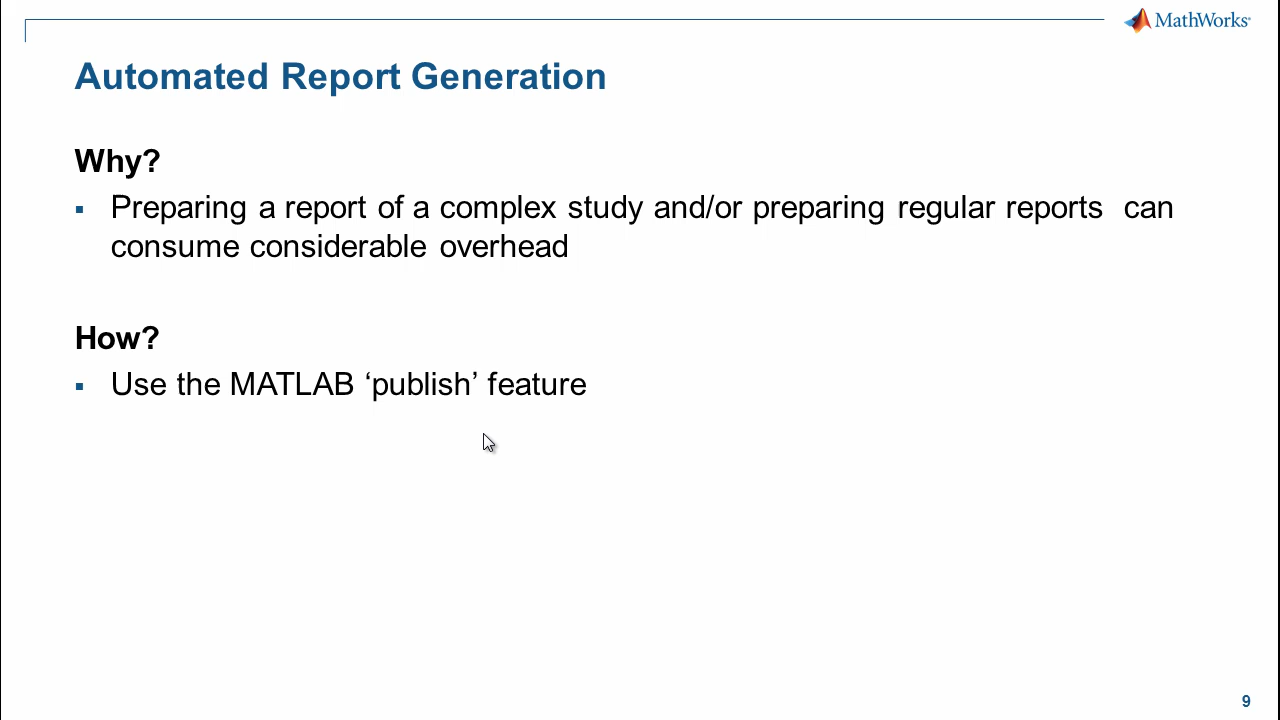 MathWorks®
Automated Report Generation
Why?
▪ Preparing a report of a complex study and/or preparing regular reports can
consume considerable overhead
How?
▪ Use the MATLAB ‘publish’ feature
9